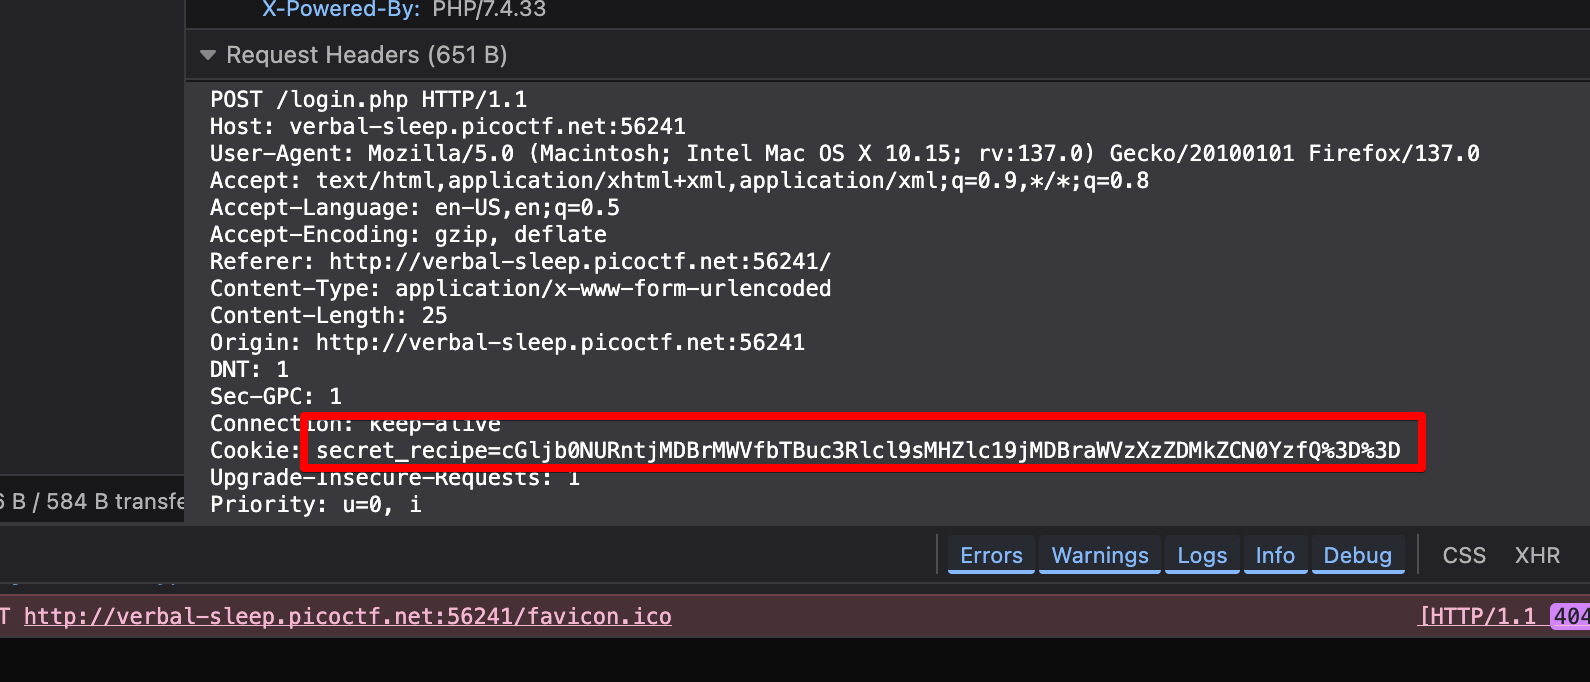 X-Powered-By: PHP/7.4.33
Request Headers (651 B)
POST /login.php HTTP/1.1
Host: verbal-sleep.picoctf.net:56241
User-Agent: Mozilla/5.0 (Macintosh; Intel Mac OS X 10.15; rv:137.0) Gecko/20100101 Firefox/137.0
Accept: text/html,application/xhtml+xml,application/xml;q=0.9,*/*;q=0.8
Accept-Language: en-US,en;q=0.5
Accept-Encoding: gzip, deflate
Referer: http://verbal-sleep.picoctf.net:56241/
Content-Type: application/x-www-form-urlencoded
Content-Length: 25
Origin: http://verbal-sleep.picoctf.net:56241
DNT: 1
Sec-GPC: 1
Connection: keep-alive
Cookie: secret_recipe=cGljb0NURntjMDBrMWVfbTBuc3Rlcl9sMHZlc19jMDBraWVzXzZDMkZCN0YzfQ%3D%3D
Upgrade-Insecure-Requests: 1
Priority: u=0, i
6 B / 584 B transfe
Errors Warnings Logs Info Debug CSS XHR
T http://verbal-sleep.picoctf.net:56241/favicon.ico [HTTP/1.1 404